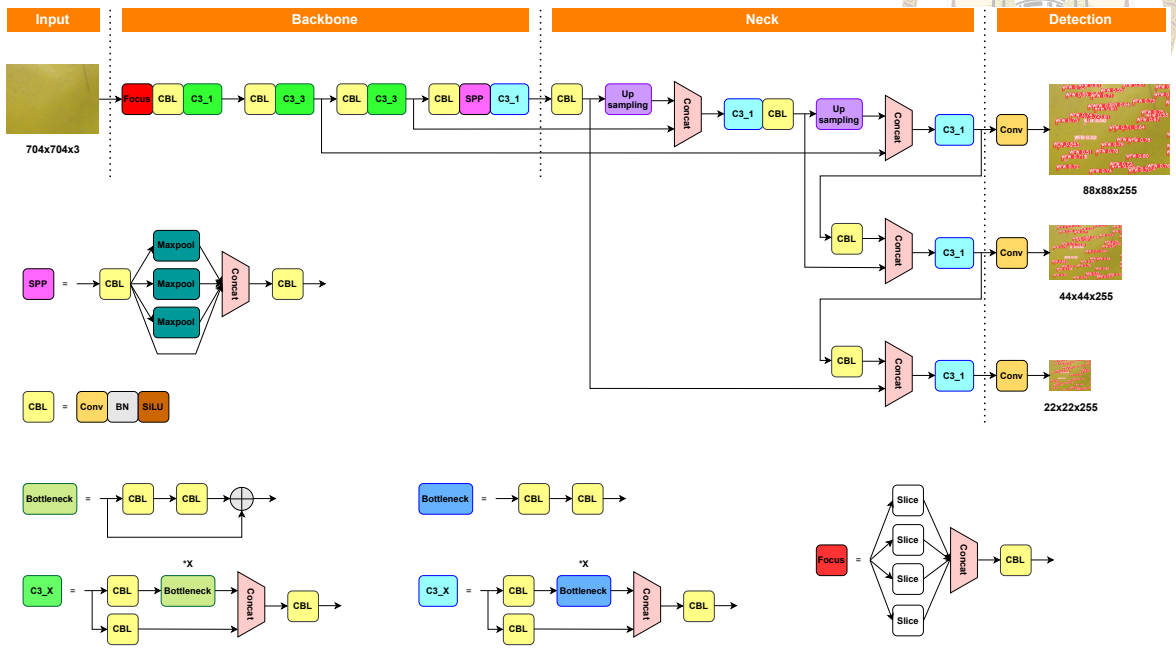 Input
Backbone
Neck
Detection
Focus
CBL
C3_1
CBL
C3_3
CBL
C3_3
CBL
SPP
C3_1
CBL
Up
sampling
Concat
C3_1
CBL
Up
sampling
Concat
C3_1
Conv
704x704x3
88x88x255
CBL
Concat
C3_1
Conv
44x44x255
CBL
Concat
C3_1
Conv
22x22x255
SPP
=
CBL
Maxpool
Maxpool
Maxpool
Concat
CBL
CBL
=
Conv
BN
SiLU
Bottleneck
=
CBL
CBL
Bottleneck
=
CBL
CBL
C3_X
=
CBL
*X
Bottleneck
CBL
Concat
CBL
C3_X
=
CBL
*X
Bottleneck
CBL
Concat
CBL
Focus
=
Slice
Slice
Slice
Slice
Concat
CBL